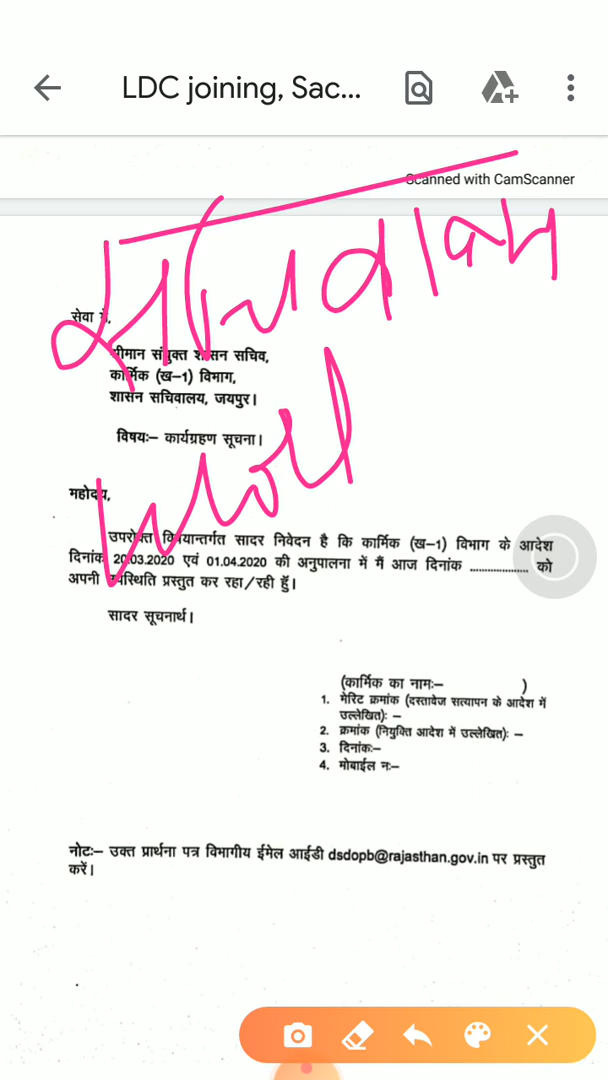 LDC joining, Sac...
Scanned with CamScanner
सचिवालय
सेवा में,
श्रीमान संयुक्त शासन सचिव,
कार्मिक (ख–1) विभाग,
शासन सचिवालय, जयपुर।
विषयः– कार्यग्रहण सूचना।
महोदय,
उपरोक्त विषयान्तर्गत सादर निवेदन है कि कार्मिक (ख–1) विभाग के आदेश
दिनांक 20.03.2020 एवं 01.04.2020 की अनुपालना में मैं आज दिनांक .................... को
अपनी उपस्थिति प्रस्तुत कर रहा/रही हूँ।
सादर सूचनार्थ।
(कार्मिक का नामः– )
1. मेरिट क्रमांक (दस्तावेज सत्यापन के आदेश में
उल्लेखित): –
2. क्रमांक (नियुक्ति आदेश में उल्लेखित): –
3. दिनांकः–
4. मोबाईल नः–
नोटः– उक्त प्रार्थना पत्र विभागीय ईमेल आईडी dsdopb@rajasthan.gov.in पर प्रस्तुत
करें।